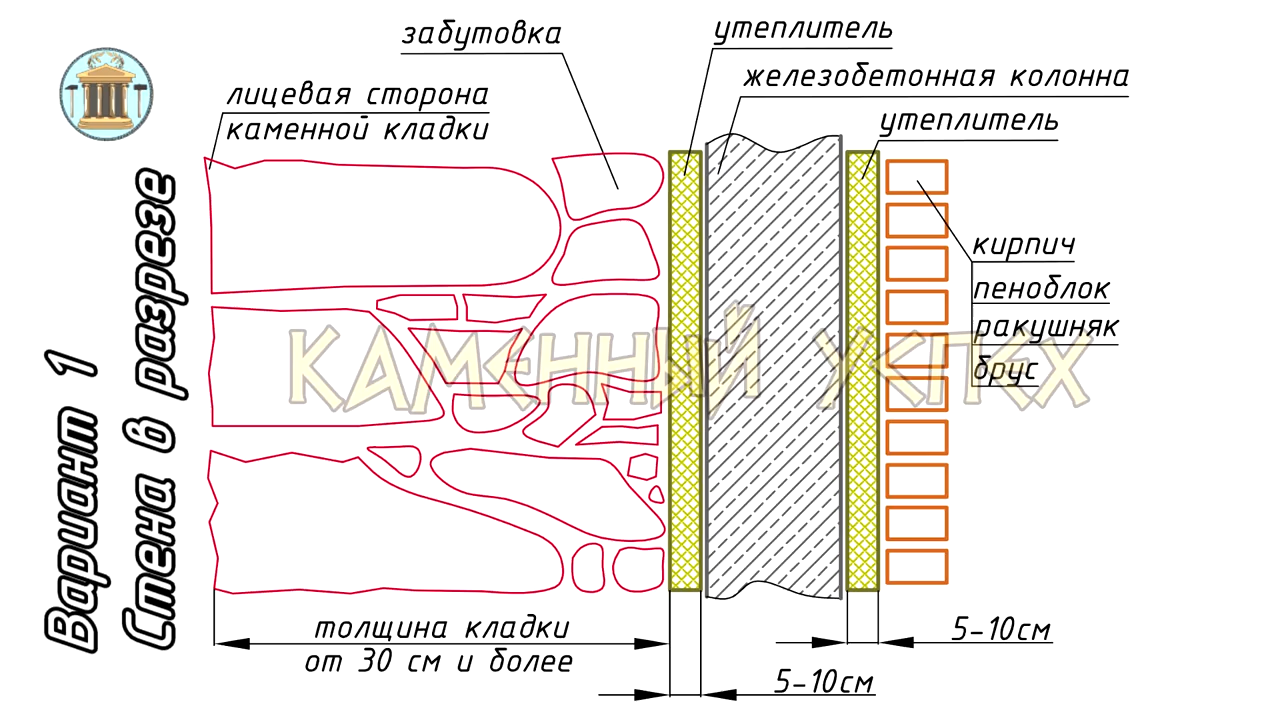 Вариант 1
Стена в разрезе
забутовка
утеплитель
лицевая сторона
каменной кладки
железобетонная колонна
утеплитель
кирпич
пеноблок
ракушняк
брус
КАМЕННЫЙ УСПЕХ
толщина кладки
от 30 см и более
5-10см
5-10см